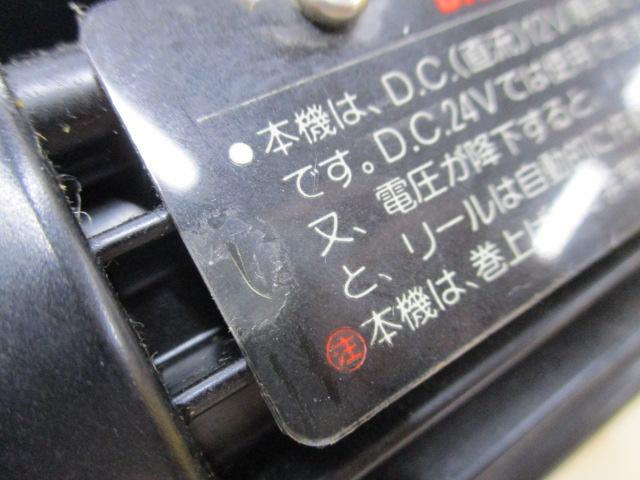 ●本機は、D.C.(直流)12V
です。D.C.24Vでは使用でき
又、電圧が降下すると、
と、リールは自動的に
注本機は、巻上